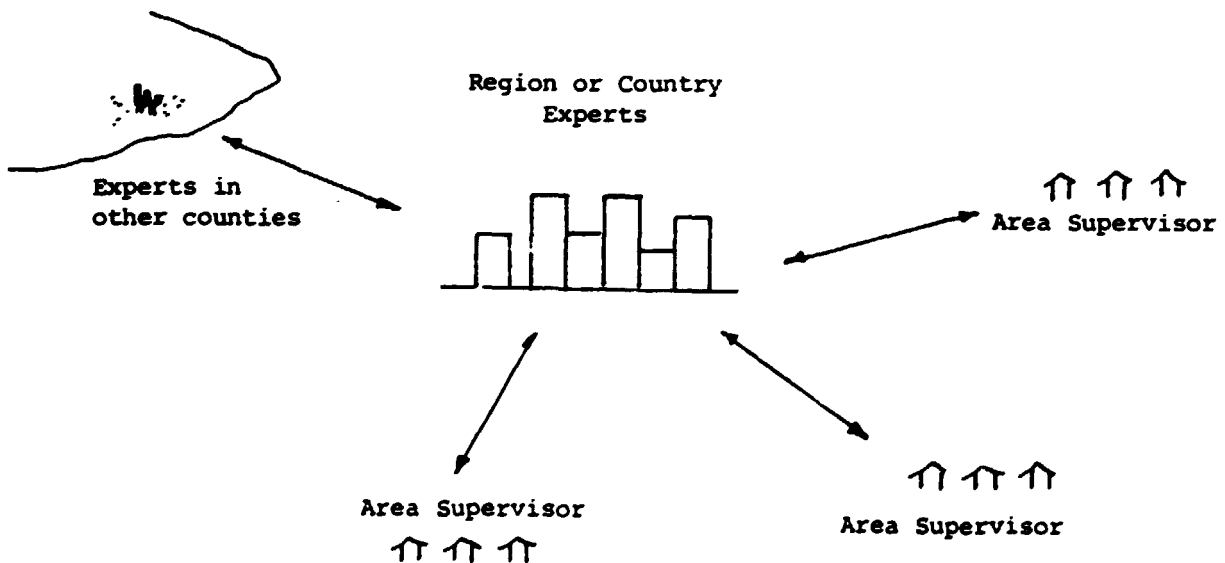 Region or Country
Experts
Experts in
other counties
Area Supervisor
Area Supervisor
Area Supervisor